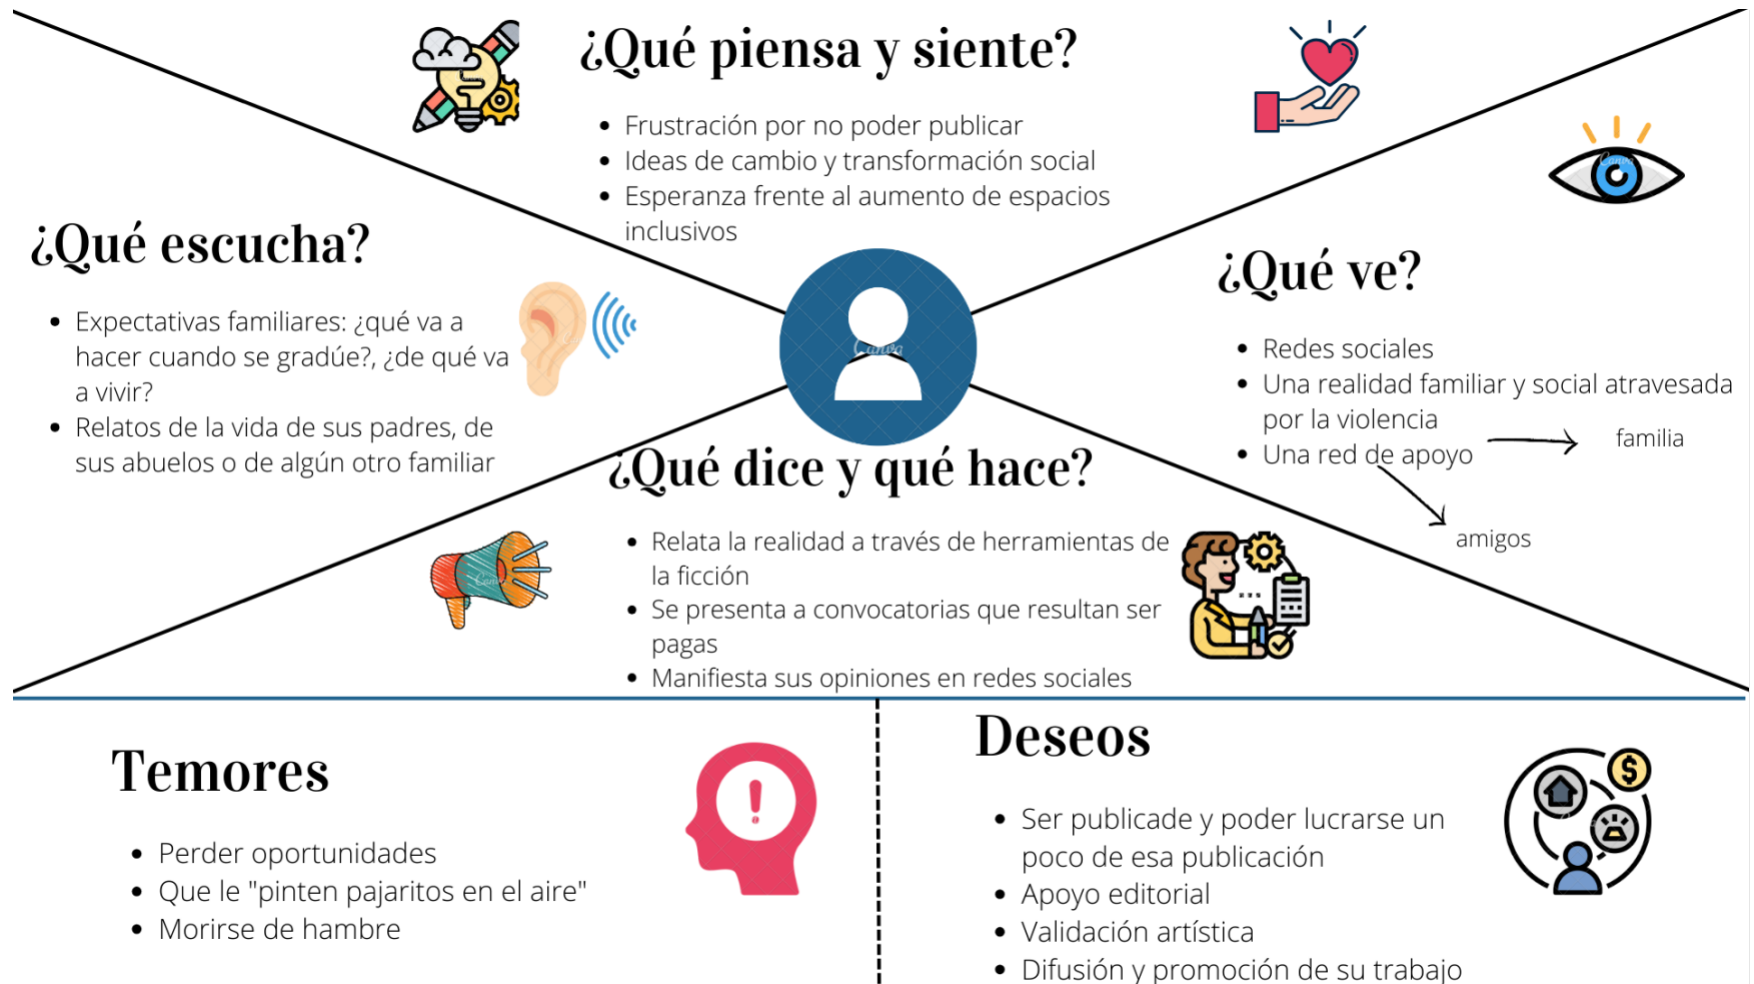 ¿Qué piensa y siente?
• Frustración por no poder publicar
• Ideas de cambio y transformación social
• Esperanza frente al aumento de espacios
inclusivos
¿Qué escucha?
• Expectativas familiares: ¿qué va a
hacer cuando se gradúe?, ¿de qué va
a vivir?
• Relatos de la vida de sus padres, de
sus abuelos o de algún otro familiar
¿Qué ve?
• Redes sociales
• Una realidad familiar y social atravesada
por la violencia
• Una red de apoyo
familia
amigos
Canva
¿Qué dice y qué hace?
• Relata la realidad a través de herramientas de
la ficción
• Se presenta a convocatorias que resultan ser
pagas
• Manifiesta sus opiniones en redes sociales
Temores
• Perder oportunidades
• Que le "pinten pajaritos en el aire"
• Morirse de hambre
Deseos
• Ser publicade y poder lucrarse un
poco de esa publicación
• Apoyo editorial
• Validación artística
• Difusión y promoción de su trabajo